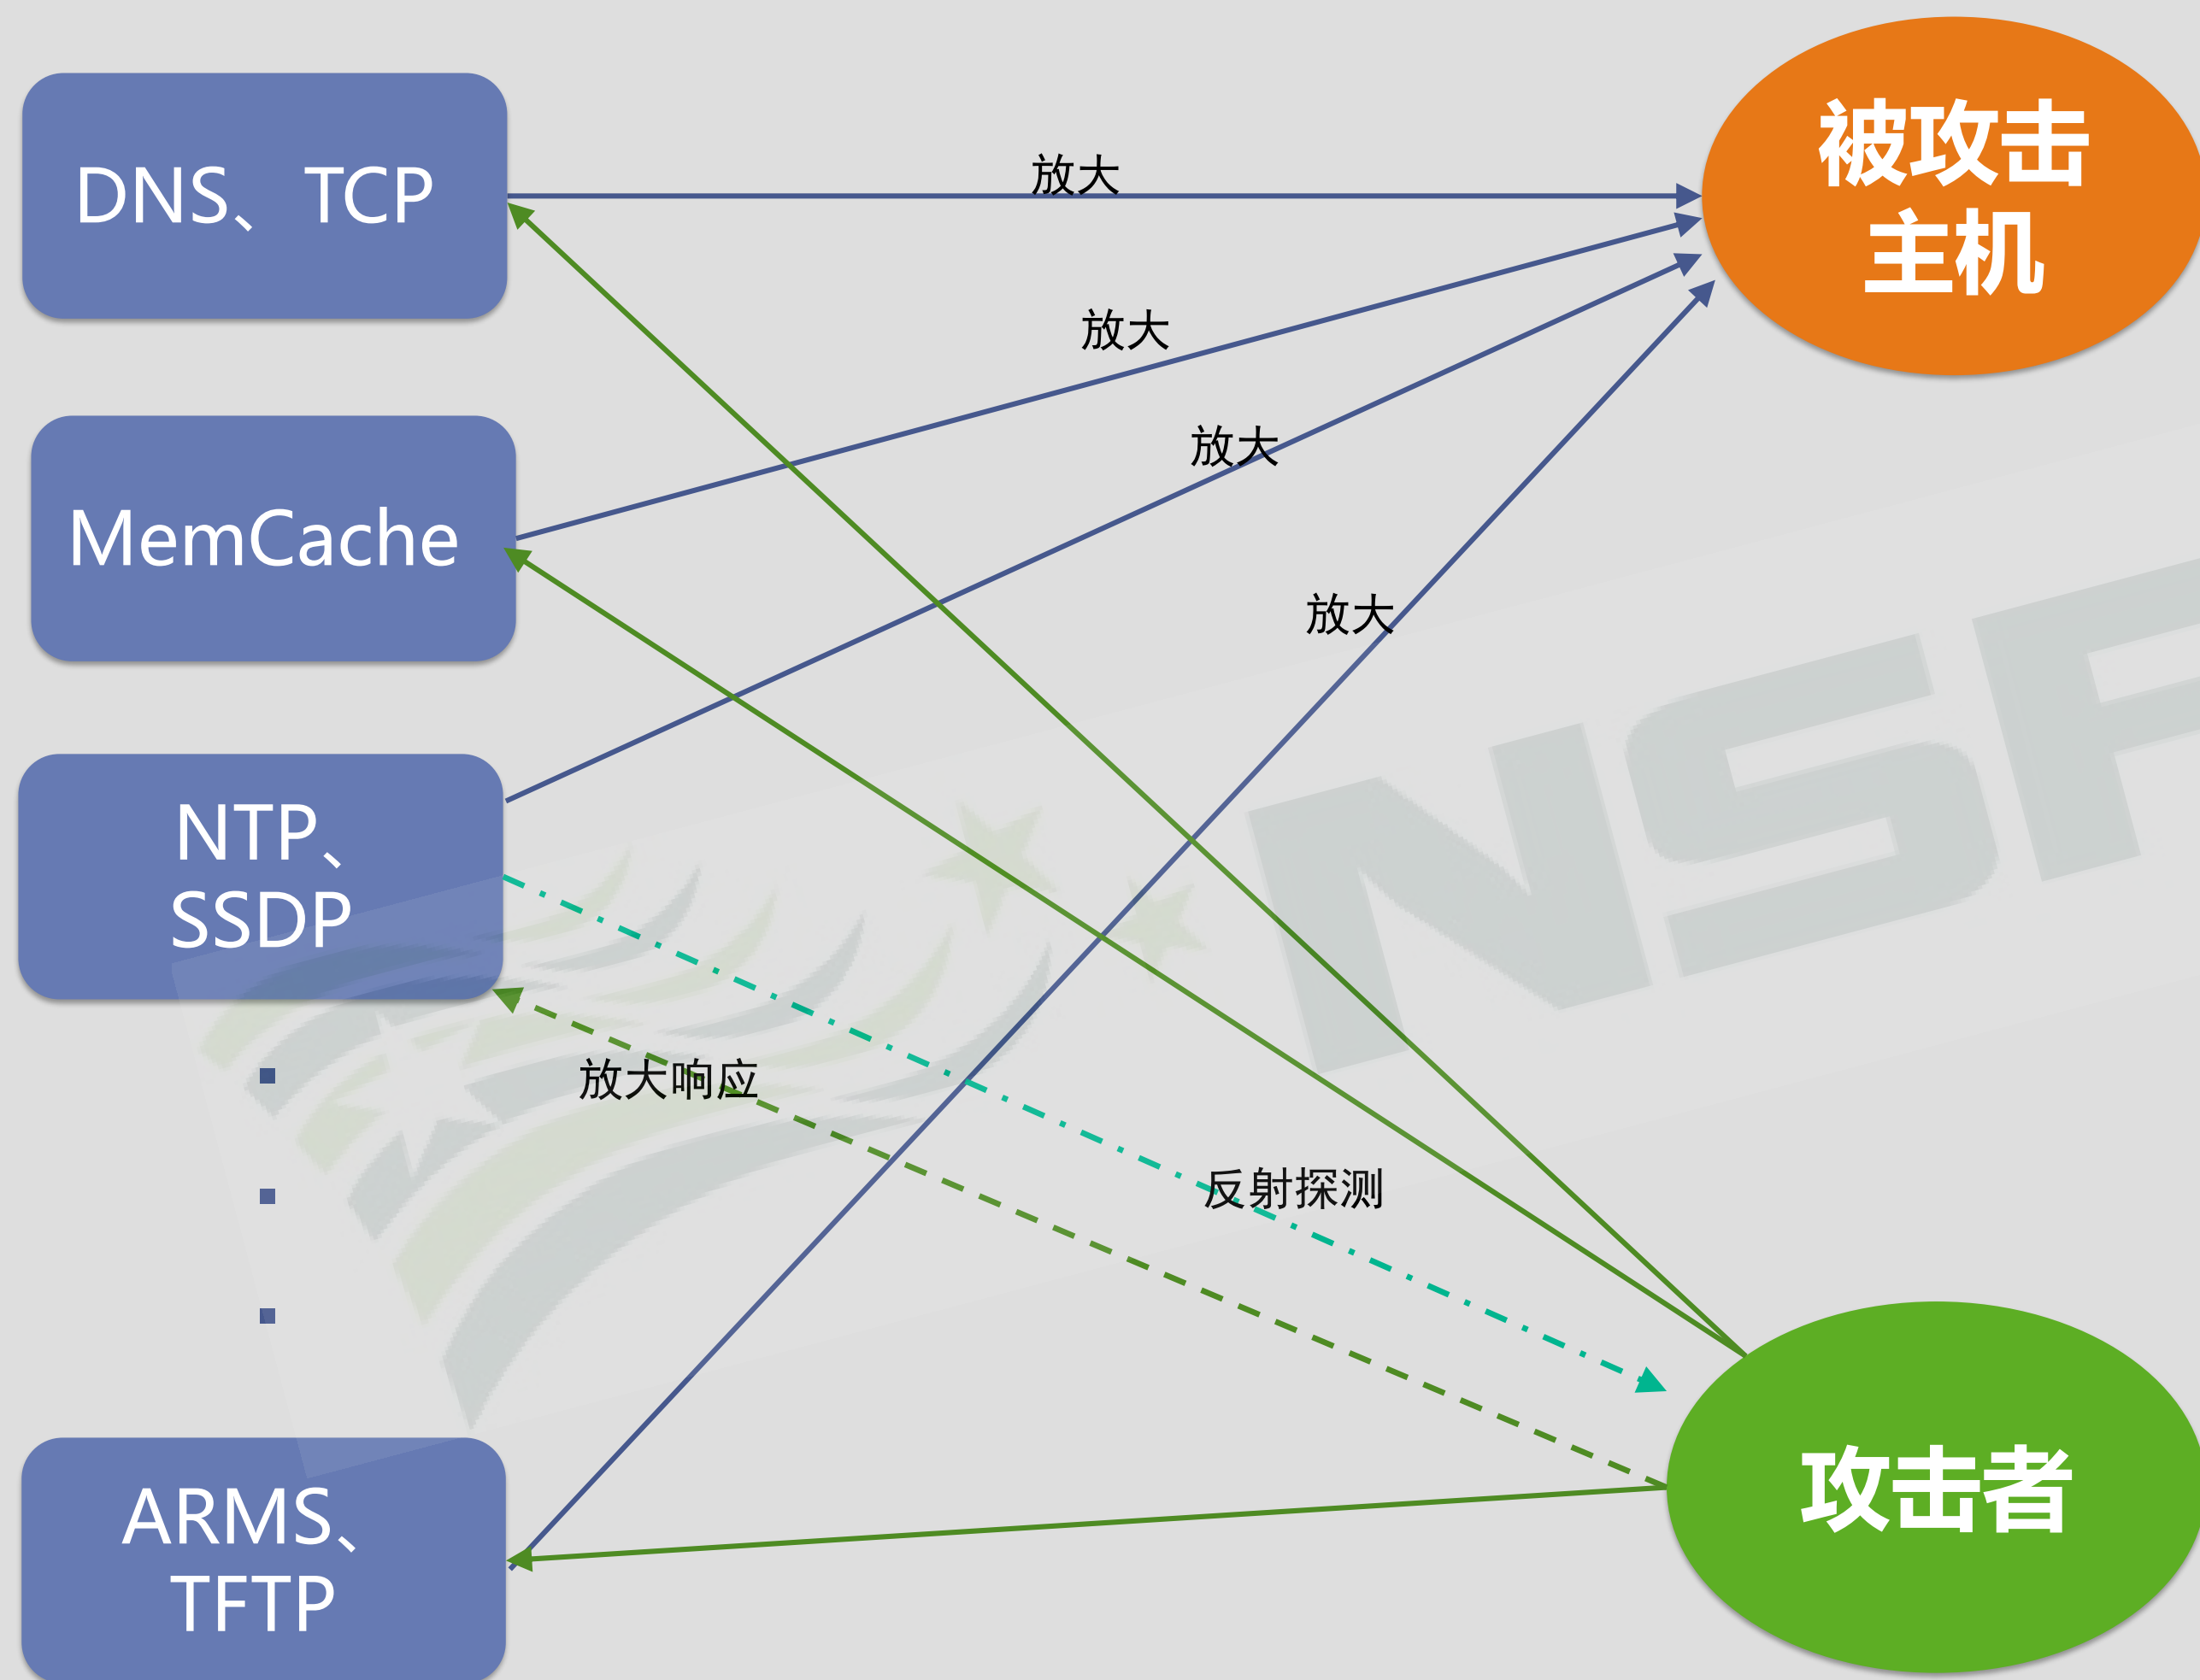 DNS、 TCP
放大
被攻击
主机
放大
放大
MemCache
放大
NTP、
SSDP
放大响应
反射探测
ARMS、
TFTP
攻击者
NSF